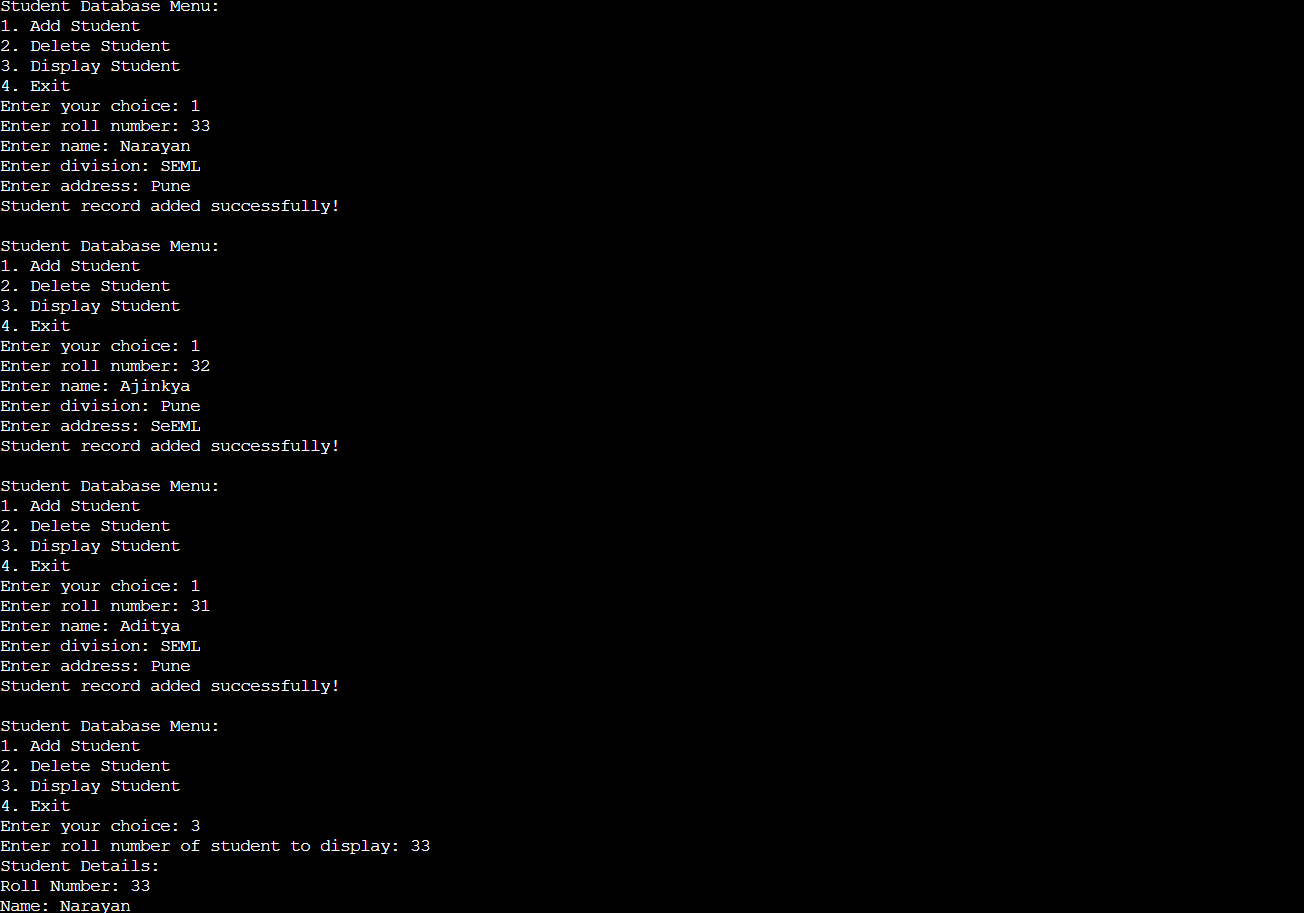 Student Database Menu:
1. Add Student
2. Delete Student
3. Display Student
4. Exit
Enter your choice: 1
Enter roll number: 33
Enter name: Narayan
Enter division: SEML
Enter address: Pune
Student record added successfully!

Student Database Menu:
1. Add Student
2. Delete Student
3. Display Student
4. Exit
Enter your choice: 1
Enter roll number: 32
Enter name: Ajinkya
Enter division: Pune
Enter address: SeEML
Student record added successfully!

Student Database Menu:
1. Add Student
2. Delete Student
3. Display Student
4. Exit
Enter your choice: 1
Enter roll number: 31
Enter name: Aditya
Enter division: SEML
Enter address: Pune
Student record added successfully!

Student Database Menu:
1. Add Student
2. Delete Student
3. Display Student
4. Exit
Enter your choice: 3
Enter roll number of student to display: 33
Student Details:
Roll Number: 33
Name: Narayan